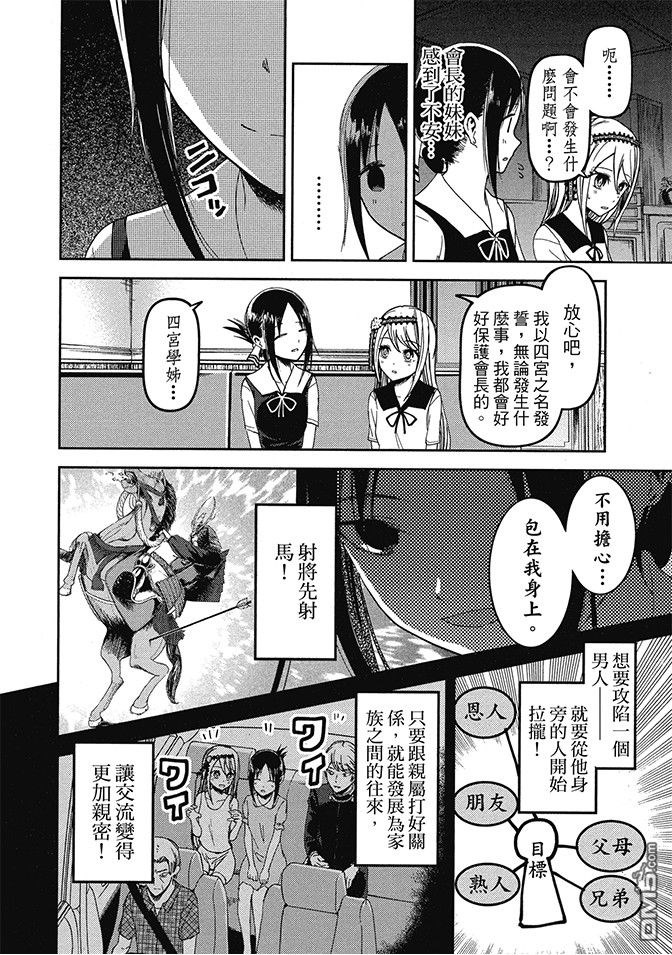 呃……
會不會發生什
麼問題啊…？
會長的妹妹
感到了不安…
………
ニコッ
放心吧，
我以四宮之名發
誓，無論發生什
麼事，我都會好
好保護會長的。
四宮學姊…
不用擔心…
包在我身上。
射將先射
馬！
想要攻陷一個
男人——
就要從他身
旁的人開始
拉攏！
恩人
朋友
熟人
目標
父母
兄弟
只要跟親屬打好關
係，就能發展為家
族之間的往來，
ワイ
ワイ
讓交流變得
更加親密！
DM5.com